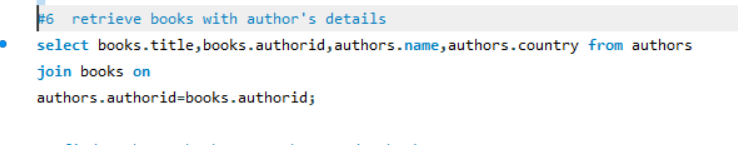 #6  retrieve books with author's details
select books.title,books.authorid,authors.name,authors.country from authors
join books on
authors.authorid=books.authorid;